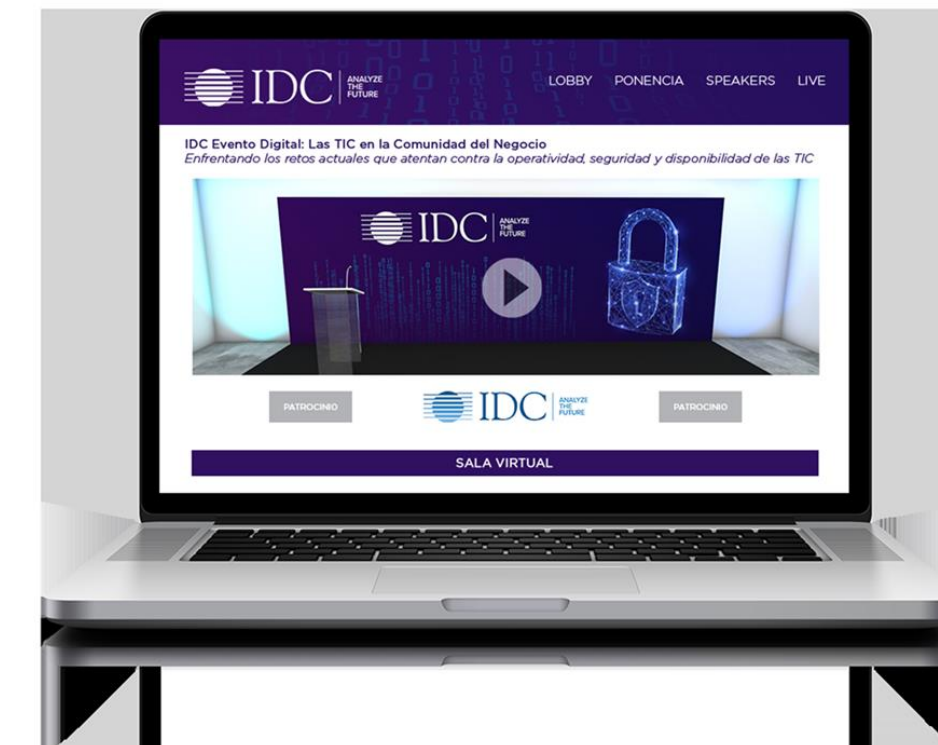 IDC ANALYZE
THE
FUTURE
LOBBY PONENCIA SPEAKERS LIVE
IDC Evento Digital: Las TIC en la Comunidad del Negocio
Enfrentando los retos actuales que atentan contra la operatividad, seguridad y disponibilidad de las TIC
IDC ANALYZE
THE
FUTURE
PATROCINIO
IDC ANALYZE
THE
FUTURE
PATROCINIO
SALA VIRTUAL